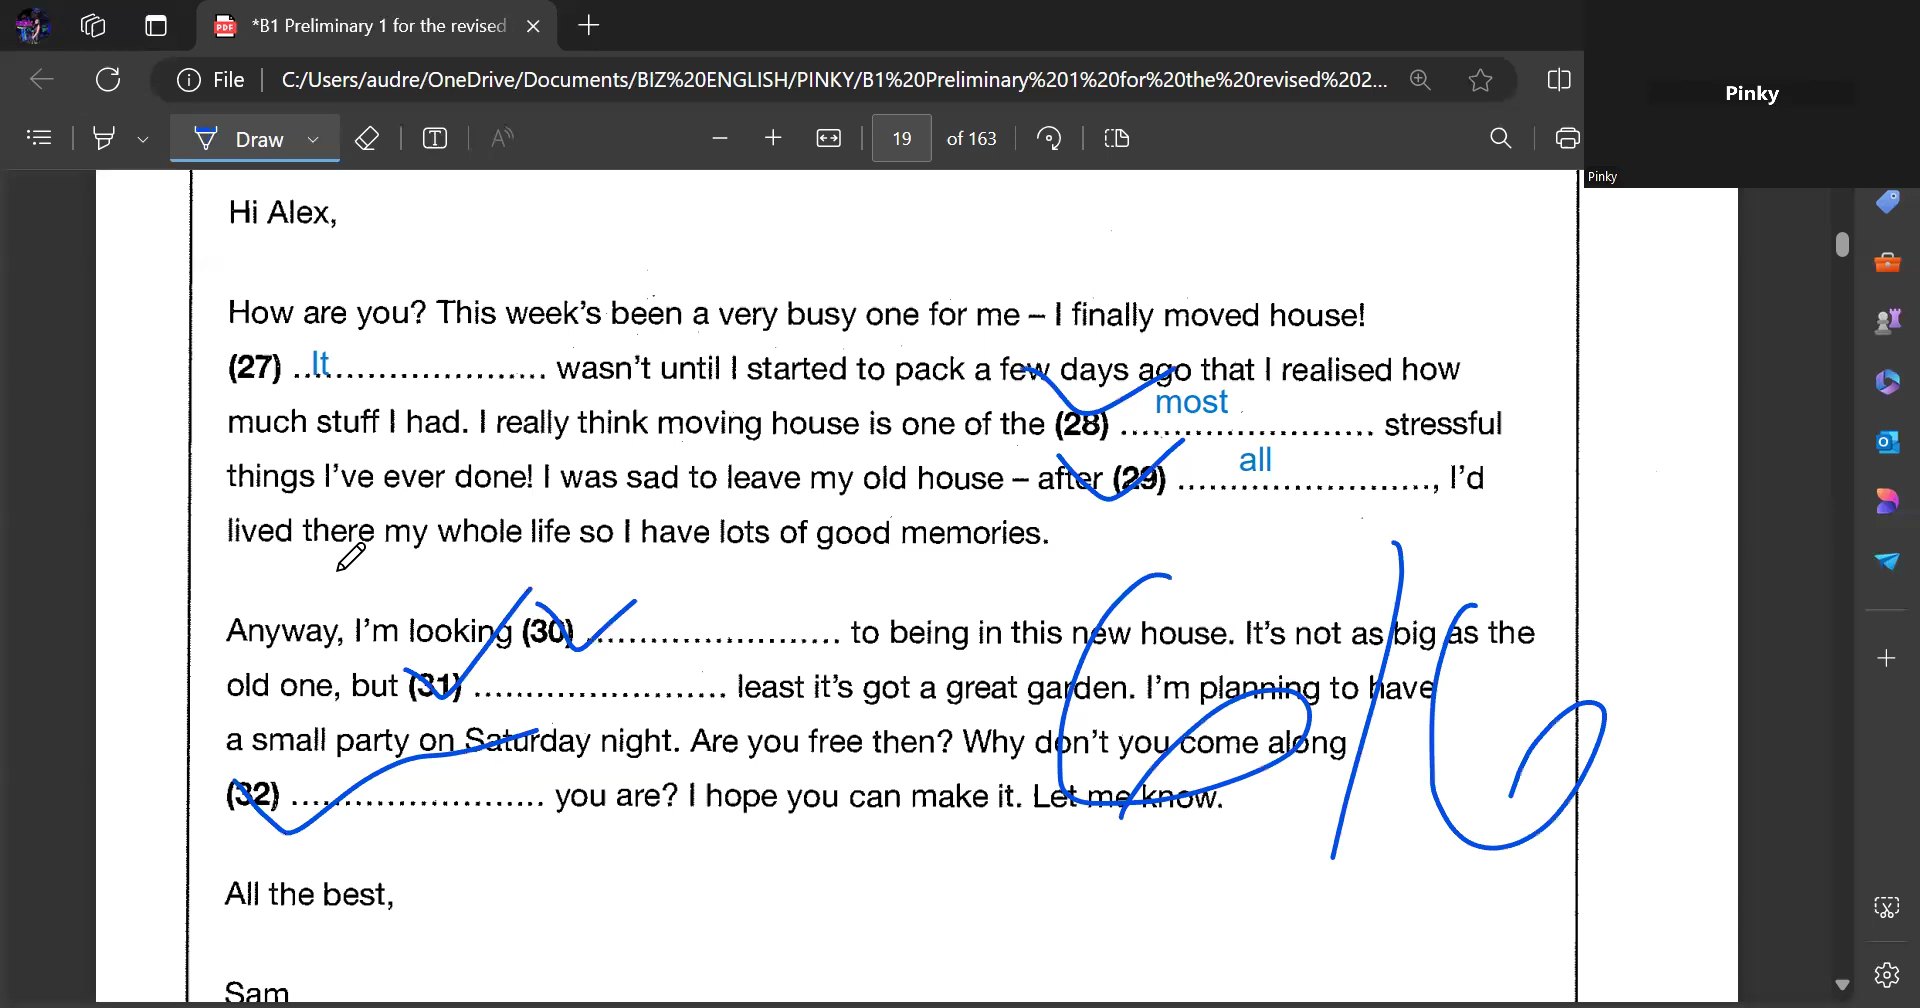 *B1 Preliminary 1 for the revised
File
C:/Users/audre/OneDrive/Documents/BIZ%20ENGLISH/PINKY/B1%20Preliminary%201%20for%20the%20revised%202...
Pinky
Draw
19 of 163
Pinky
Hi Alex,
How are you? This week's been a very busy one for me – I finally moved house!
(27) ..It........................ wasn't until I started to pack a few days ago that I realised how
most
much stuff I had. I really think moving house is one of the (28) .......................... stressful
all
things I've ever done! I was sad to leave my old house – after (29) .........................., I'd
lived there my whole life so I have lots of good memories.
Anyway, I'm looking (30) .......................... to being in this new house. It's not as big as the
old one, but (31) .......................... least it's got a great garden. I'm planning to have
a small party on Saturday night. Are you free then? Why don't you come along
(32) .......................... you are? I hope you can make it. Let me know.
6/6
All the best,
Sam